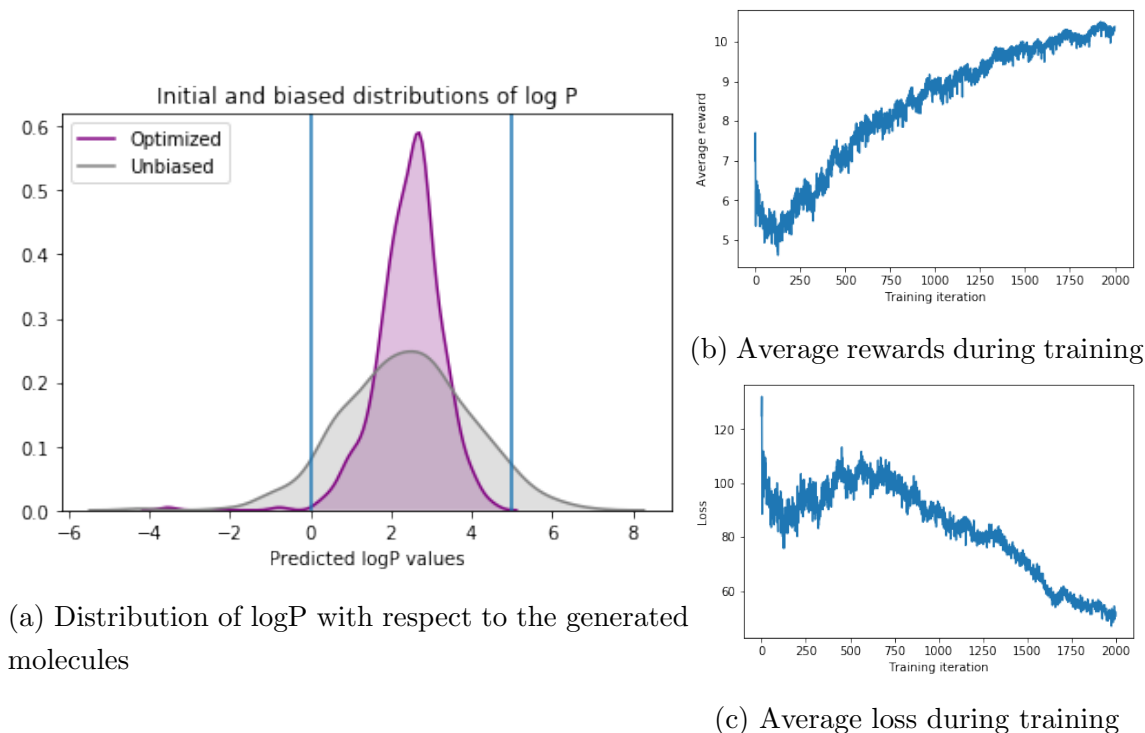 Initial and biased distributions of log P
Optimized
Unbiased
0.6
0.5
0.4
0.3
0.2
0.1
0.0
−6 −4 −2 0 2 4 6 8
Predicted logP values
(a) Distribution of logP with respect to the generated
molecules
Average reward
10
9
8
7
6
5
0 250 500 750 1000 1250 1500 1750 2000
Training iteration
(b) Average rewards during training
Loss
120
100
80
60
0 250 500 750 1000 1250 1500 1750 2000
Training iteration
(c) Average loss during training